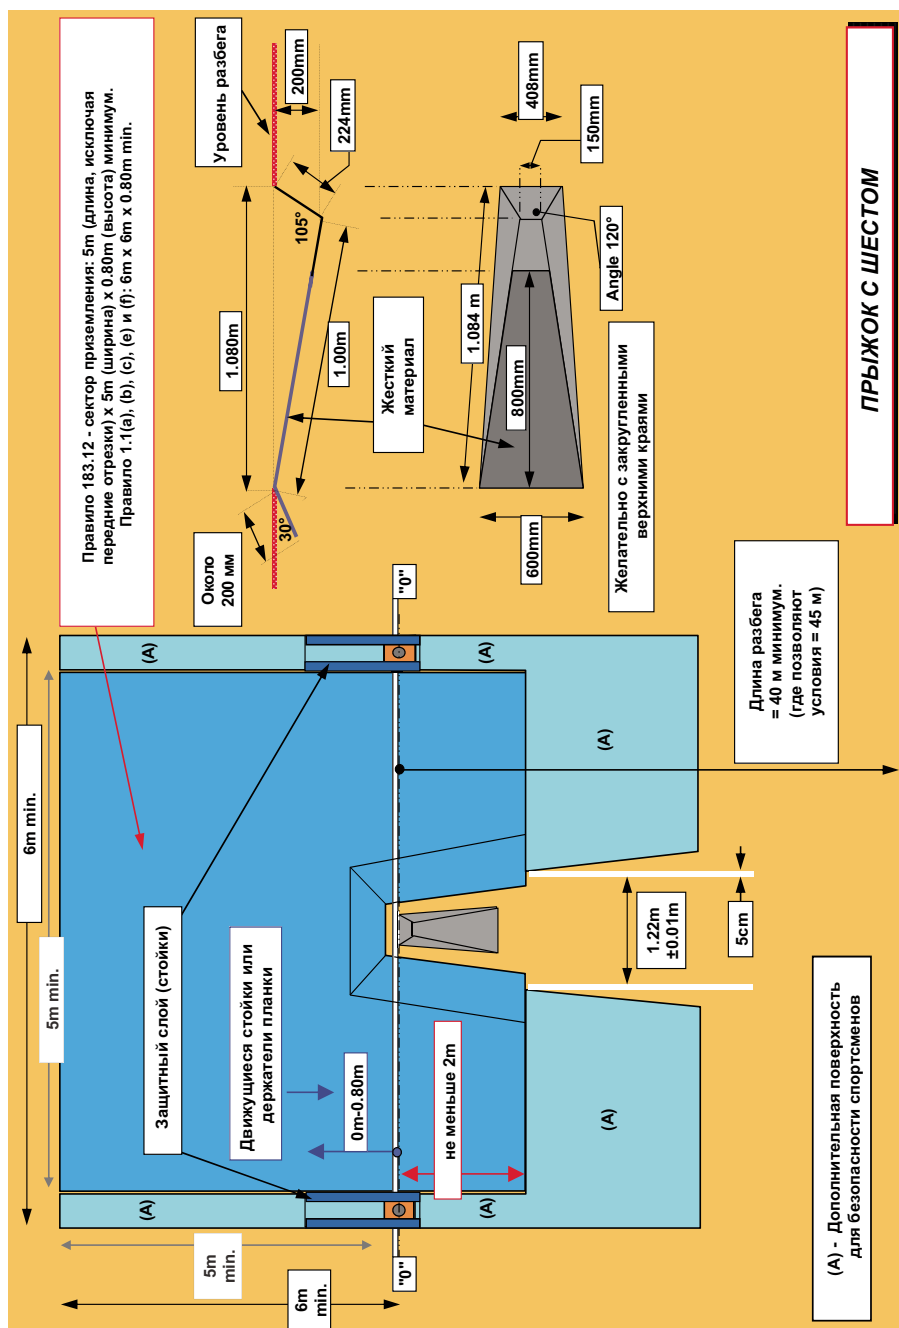 Правило 183.12 - сектор приземления: 5m (длина, исключая
передние отрезки) x 5m (ширина) x 0.80m (высота) минимум.
Правило 1.1(a), (b), (c), (e) и (f): 6m x 6m x 0.80m min.
Уровень разбега
200mm
224mm
105°
1.080m
1.00m
30°
Около
200 мм
Жесткий
материал
408mm
150mm
Angle 120°
1.084 m
800mm
600mm
Желательно с закругленными
верхними краями
ПРЫЖОК С ШЕСТОМ
6m min.
5m min.
(A)
(A)
"0"
Защитный слой (стойки)
Движущиеся стойки или
держатели планки
0m-0.80m
не меньше 2m
(A)
(A)
(A)
(A)
"0"
5m
min.
6m
min.
1.22m
±0.01m
5cm
Длина разбега
= 40 м минимум.
(где позволяют
условия = 45 м)
(A) - Дополнительная поверхность
для безопасности спортсменов